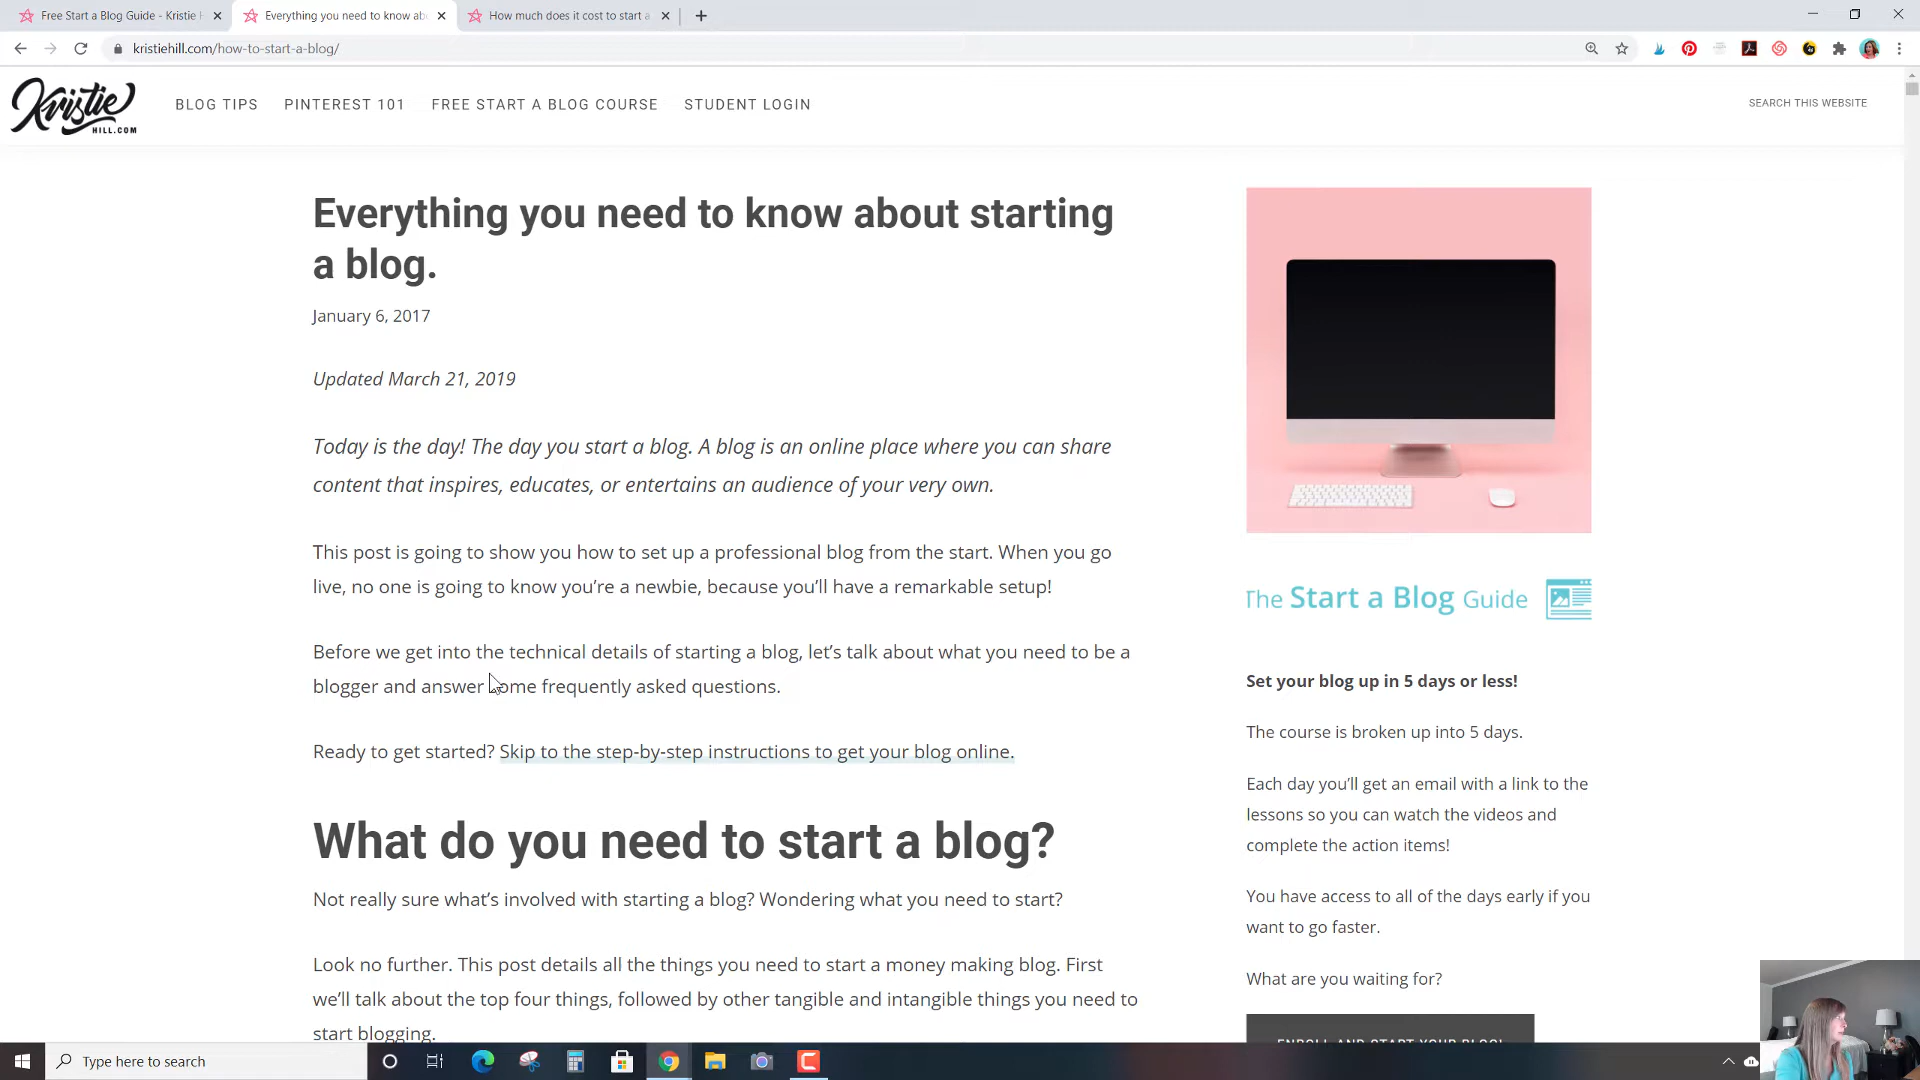 Free Start a Blog Guide - Kristie H
Everything you need to know abo
How much does it cost to start a
kristiehill.com/how-to-start-a-blog/
Kristie
HILL.COM
BLOG TIPS
PINTEREST 101
FREE START A BLOG COURSE
STUDENT LOGIN
SEARCH THIS WEBSITE
Everything you need to know about starting
a blog.
January 6, 2017
Updated March 21, 2019
Today is the day! The day you start a blog. A blog is an online place where you can share
content that inspires, educates, or entertains an audience of your very own.
This post is going to show you how to set up a professional blog from the start. When you go
live, no one is going to know you’re a newbie, because you’ll have a remarkable setup!
Before we get into the technical details of starting a blog, let’s talk about what you need to be a
blogger and answer some frequently asked questions.
Ready to get started? Skip to the step-by-step instructions to get your blog online.
What do you need to start a blog?
Not really sure what’s involved with starting a blog? Wondering what you need to start?
Look no further. This post details all the things you need to start a money making blog. First
we’ll talk about the top four things, followed by other tangible and intangible things you need to
start blogging.
The Start a Blog Guide
Set your blog up in 5 days or less!
The course is broken up into 5 days.
Each day you’ll get an email with a link to the
lessons so you can watch the videos and
complete the action items!
You have access to all of the days early if you
want to go faster.
What are you waiting for?
ENROLL AND START YOUR BLOG!
Type here to search